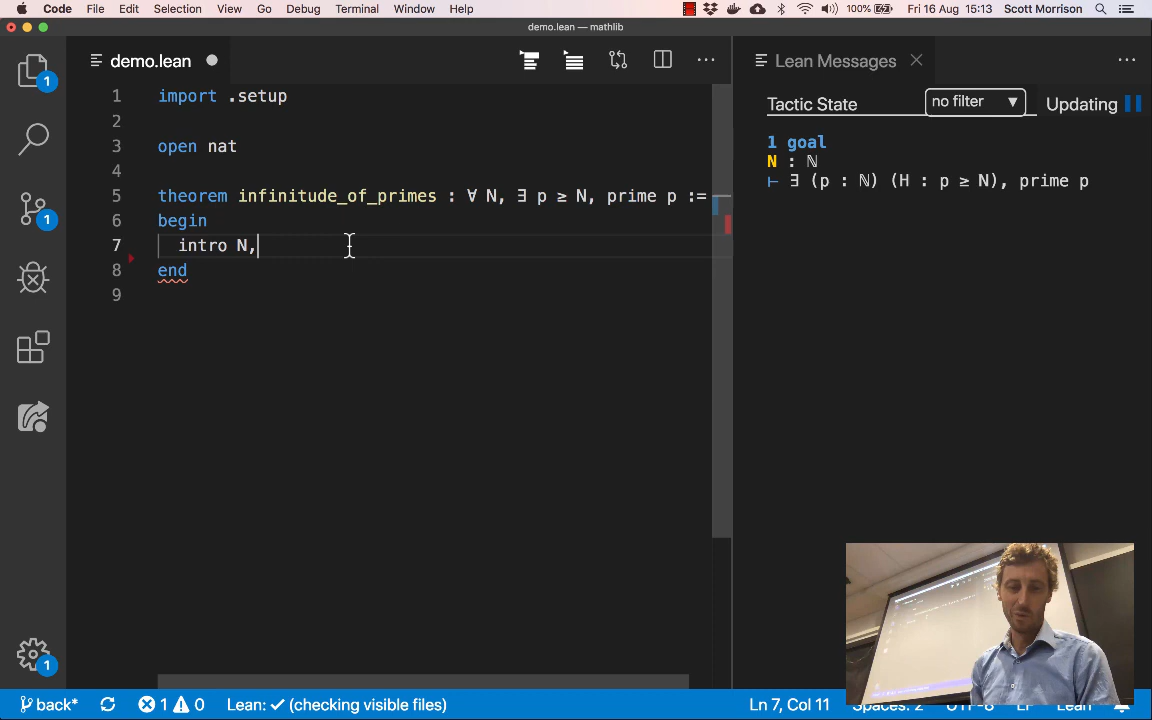 Code File Edit Selection View Go Debug Terminal Window Help 100% Fri 16 Aug 15:13 Scott Morrison
demo.lean — mathlib
demo.lean
Lean Messages
1 import .setup
2
3 open nat
4
5 theorem infinitude_of_primes : ∀ N, ∃ p ≥ N, prime p :=
6 begin
7 intro N,
8 end
9
Tactic State no filter ▼ Updating
1 goal
N : ℕ
⊢ ∃ (p : ℕ) (H : p ≥ N), prime p
1
1
1
back* 1 0 Lean: ✓ (checking visible files) Ln 7, Col 11